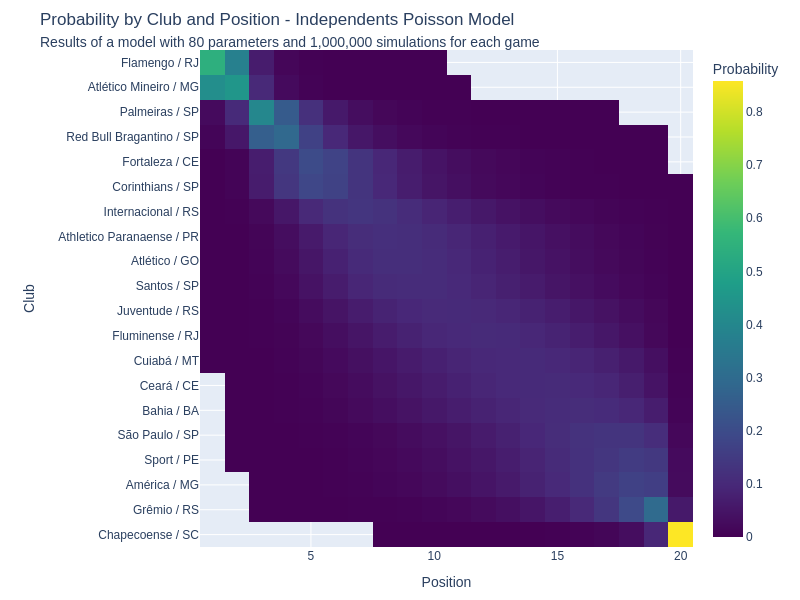 Probability by Club and Position - Independents Poisson Model
Results of a model with 80 parameters and 1,000,000 simulations for each game
Probability
Club
Flamengo / RJ
Atlético Mineiro / MG
Palmeiras / SP
Red Bull Bragantino / SP
Fortaleza / CE
Corinthians / SP
Internacional / RS
Athletico Paranaense / PR
Atlético / GO
Santos / SP
Juventude / RS
Fluminense / RJ
Cuiabá / MT
Ceará / CE
Bahia / BA
São Paulo / SP
Sport / PE
América / MG
Grêmio / RS
Chapecoense / SC
5 10 15 20
Position
0.8
0.7
0.6
0.5
0.4
0.3
0.2
0.1
0